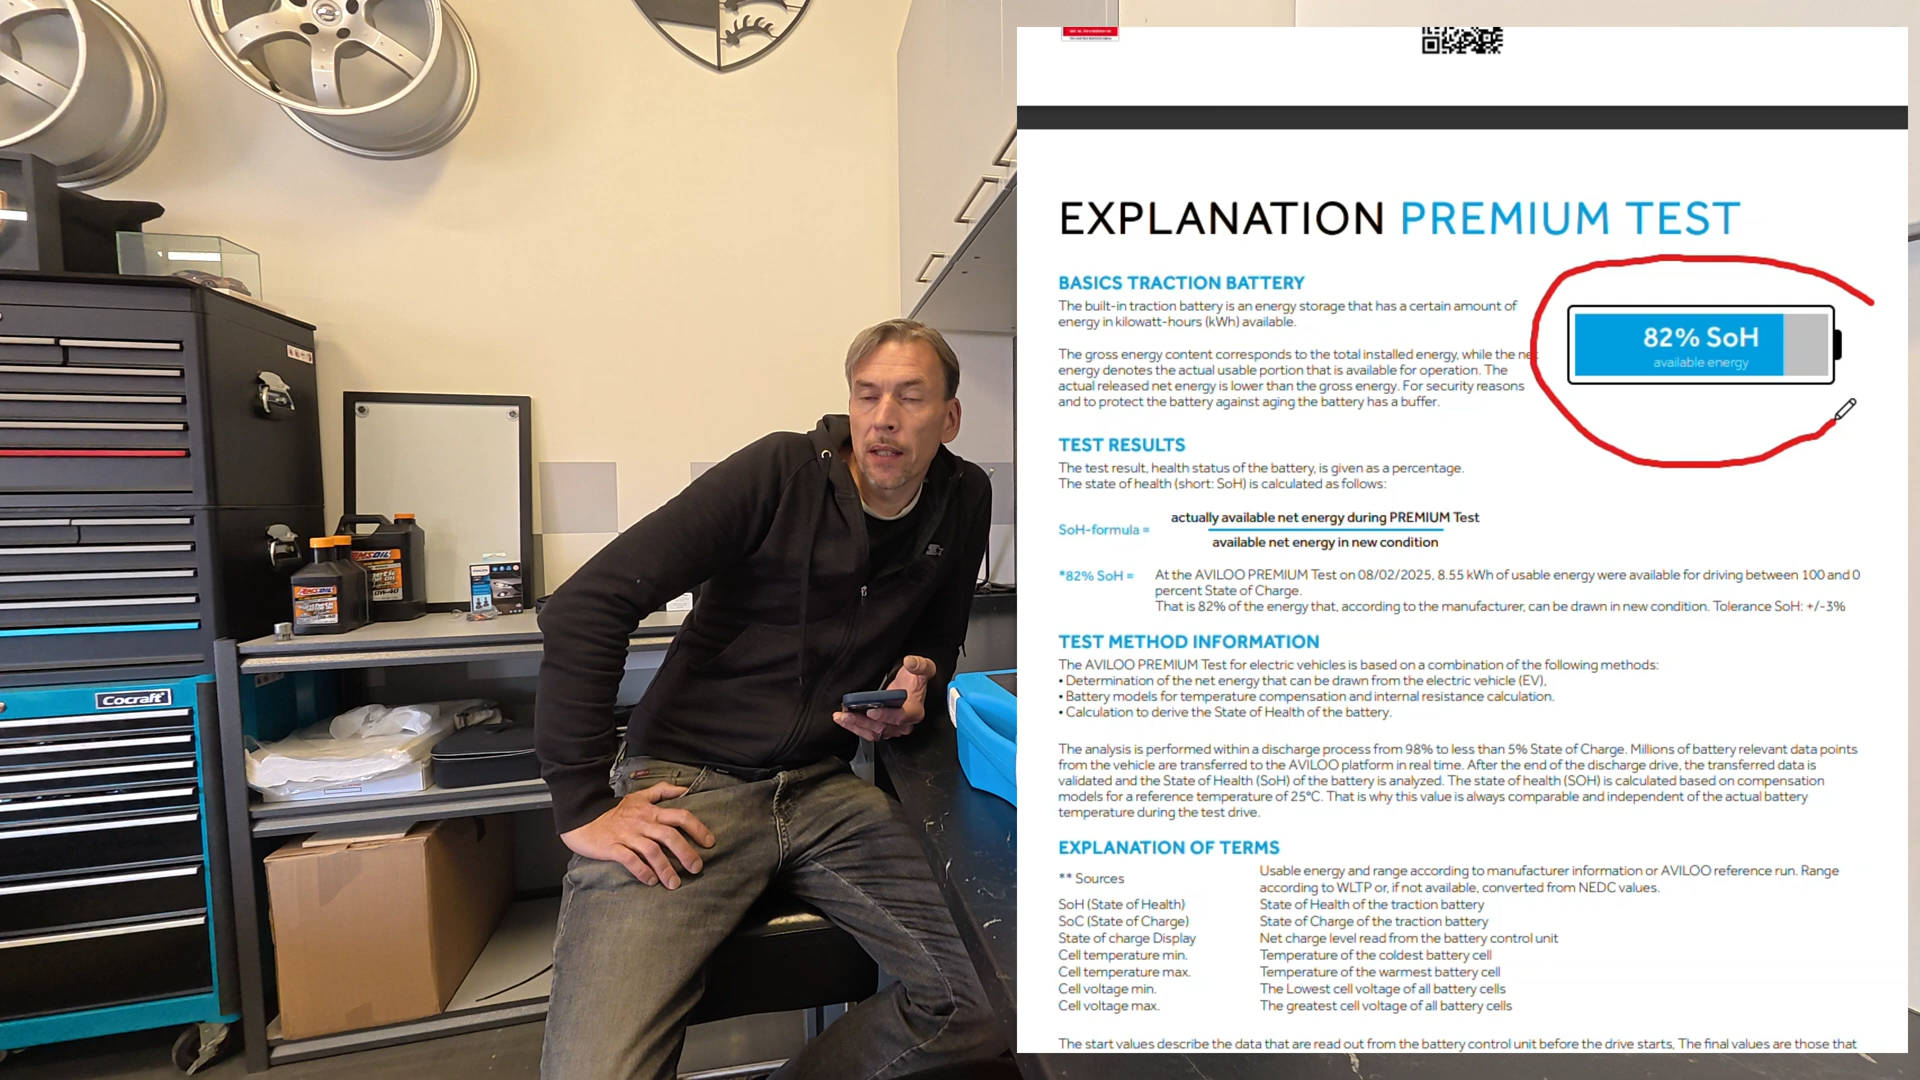 EXPLANATION PREMIUM TEST
BASICS TRACTION BATTERY
The built-in traction battery is an energy storage that has a certain amount of
energy in kilowatt-hours (kWh) available.
The gross energy content corresponds to the total installed energy, while the net
energy denotes the actual usable portion that is available for operation. The
actual released net energy is lower than the gross energy. For security reasons
and to protect the battery against aging the battery has a buffer.
82% SoH
available energy
TEST RESULTS
The test result, health status of the battery, is given as a percentage.
The state of health (short: SoH) is calculated as follows:
SoH-formula =
actually available net energy during PREMIUM Test
available net energy in new condition
*82% SoH =
At the AVILOO PREMIUM Test on 08/02/2025, 8.55 kWh of usable energy were available for driving between 100 and 0
percent State of Charge.
That is 82% of the energy that, according to the manufacturer, can be drawn in new condition. Tolerance SoH: +/-3%
TEST METHOD INFORMATION
The AVILOO PREMIUM Test for electric vehicles is based on a combination of the following methods:
• Determination of the net energy that can be drawn from the electric vehicle (EV),
• Battery models for temperature compensation and internal resistance calculation.
• Calculation to derive the State of Health of the battery.
The analysis is performed within a discharge process from 98% to less than 5% State of Charge. Millions of battery relevant data points
from the vehicle are transferred to the AVILOO platform in real time. After the end of the discharge drive, the transferred data is
validated and the State of Health (SoH) of the battery is analyzed. The state of health (SOH) is calculated based on compensation
models for a reference temperature of 25°C. That is why this value is always comparable and independent of the actual battery
temperature during the test drive.
EXPLANATION OF TERMS
** Sources
Usable energy and range according to manufacturer information or AVILOO reference run. Range
according to WLTP or, if not available, converted from NEDC values.
SoH (State of Health) State of Health of the traction battery
SoC (State of Charge) State of Charge of the traction battery
State of charge Display Net charge level read from the battery control unit
Cell temperature min. Temperature of the coldest battery cell
Cell temperature max. Temperature of the warmest battery cell
Cell voltage min. The Lowest cell voltage of all battery cells
Cell voltage max. The greatest cell voltage of all battery cells
The start values describe the data that are read out from the battery control unit before the drive starts, The final values are those that
Cocraft
AMSOIL
0W-40